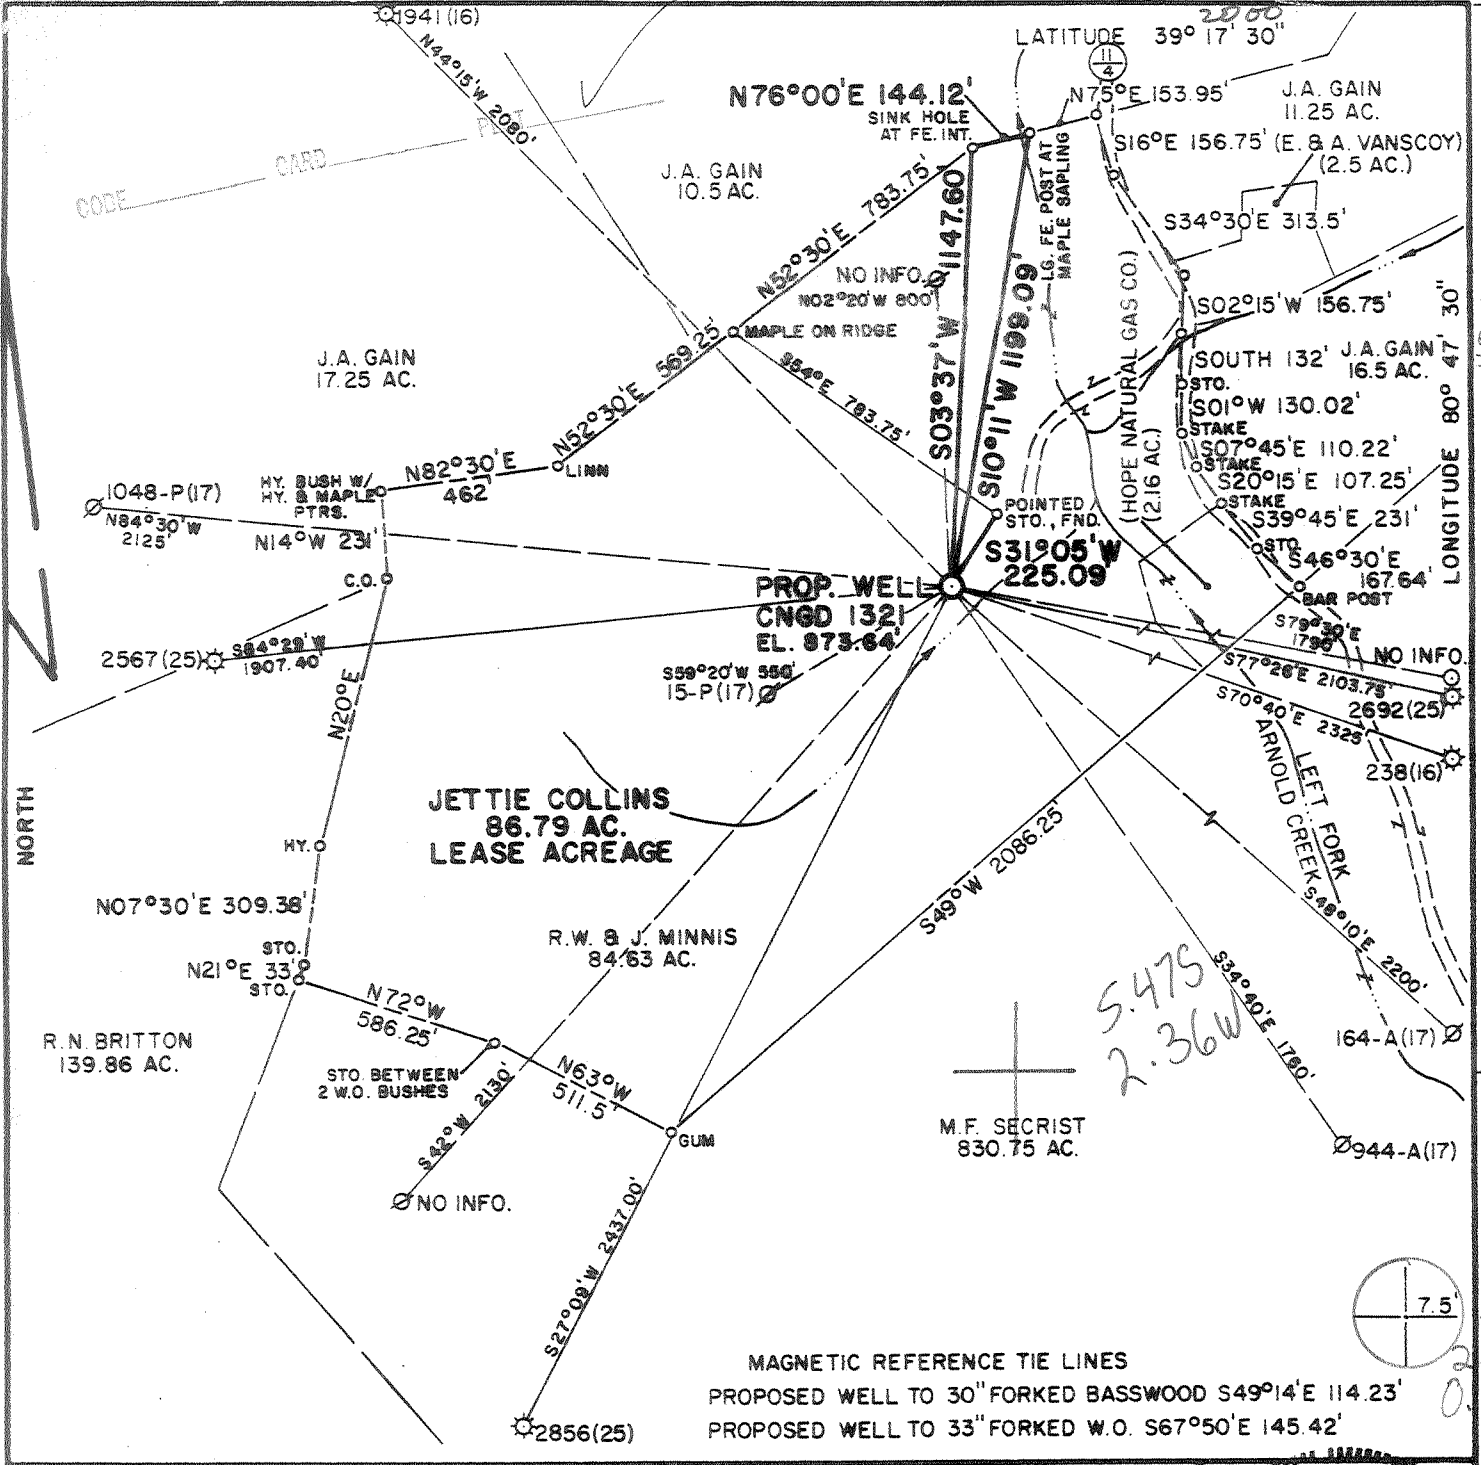 1941(16)
2000
LATITUDE 39° 17' 30"
11
4
N44°15'W 2080'
N76°00'E 144.12'
SINK HOLE
AT FE. INT.
N75°E 153.95'
J.A. GAIN
11.25 AC.
CODE CARD PLAT
S16°E 156.75'
(E. & A. VANSCOY)
(2.5 AC.)
J.A. GAIN
10.5 AC.
LG. FE. POST AT
MAPLE SAPLING
S34°30'E 313.5'
N52°30'E 783.75'
S03°37'W 1147.60'
NO INFO.
N02°20'W 800'
S10°11'W 1199.09'
(HOPE NATURAL GAS CO.)
(2.16 AC.)
S02°15'W 156.75'
LONGITUDE 80° 47' 30"
MAPLE ON RIDGE
J.A. GAIN
17.25 AC.
N52°30'E 569.25'
S54°E 783.75'
SOUTH 132'
J.A. GAIN
16.5 AC.
STO.
S01°W 130.02'
STAKE
S07°45'E 110.22'
STAKE
S20°15'E 107.25'
STAKE
LINN
N82°30'E
462'
HY. BUSH W/
HY. & MAPLE
PTRS.
1048-P(17)
N84°30'W
2125'
N14°W 231'
POINTED
STO., FND.
S39°45'E 231'
STO.
S46°30'E
167.64'
BAR POST
S31°05'W
225.09'
C.O.
PROP. WELL
CNGD 1321
EL. 873.64'
2567(25)
S84°29'W
1907.40'
S59°20'W 550'
15-P(17)
S79°30'E
1790'
NO INFO.
S77°26'E 2103.75'
2692(25)
S70°40'E 2325'
238(16)
N20°E
LEFT FORK
ARNOLD CREEK
NORTH
JETTIE COLLINS
86.79 AC.
LEASE ACREAGE
HY.
S49°W 2086.25'
N07°30'E 309.38'
R.W. & J. MINNIS
84.63 AC.
S48°10'E 2200'
STO.
N21°E 33'
STO.
N72°W
586.25'
5.47S
2.36W
S34°40'E 1760'
164-A(17)
R.N. BRITTON
139.86 AC.
STO. BETWEEN
2 W.O. BUSHES
N63°W
511.5'
S42°W 2130'
M.F. SECRIST
830.75 AC.
GUM
944-A(17)
NO INFO.
S27°09'W 2437.00'
2856(25)
7.5'
MAGNETIC REFERENCE TIE LINES
PROPOSED WELL TO 30" FORKED BASSWOOD S49°14'E 114.23'
PROPOSED WELL TO 33" FORKED W.O. S67°50'E 145.42'